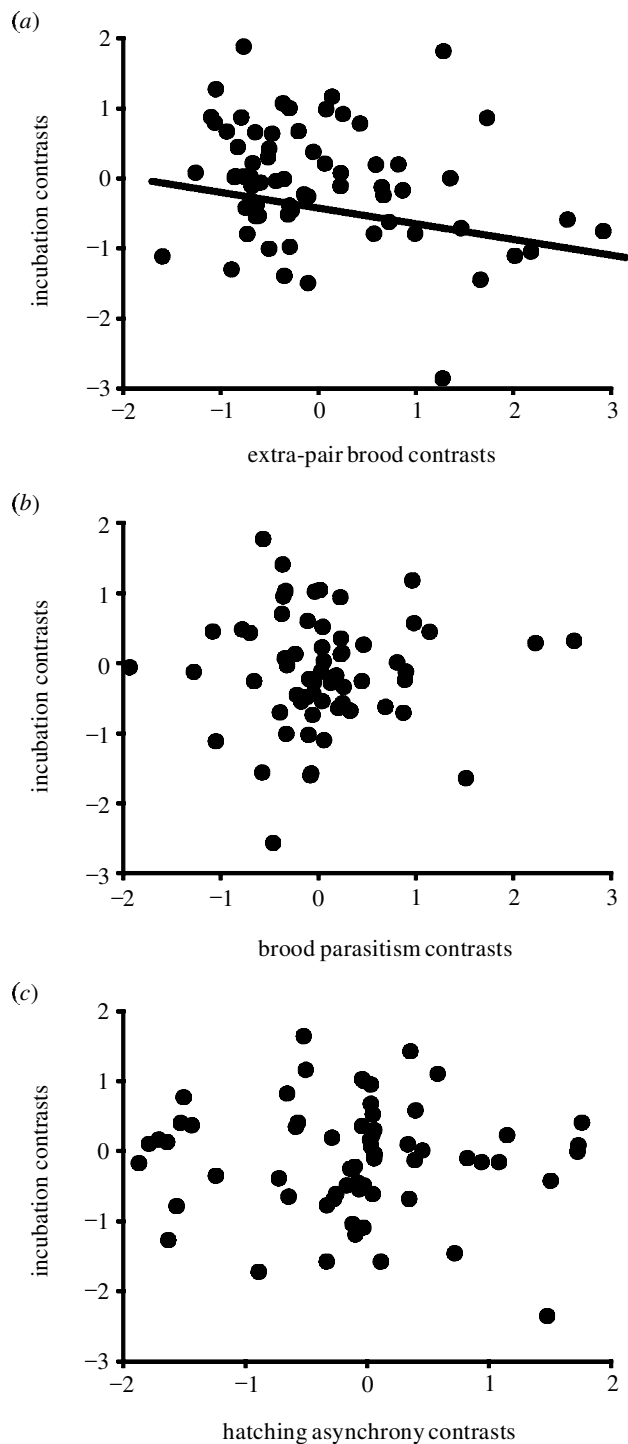 (a)
2
1
0
−1
−2
−3
incubation contrasts
−2 −1 0 1 2 3
extra-pair brood contrasts
(b)
2
1
0
−1
−2
−3
incubation contrasts
−2 −1 0 1 2 3
brood parasitism contrasts
(c)
2
1
0
−1
−2
−3
incubation contrasts
−2 −1 0 1 2
hatching asynchrony contrasts